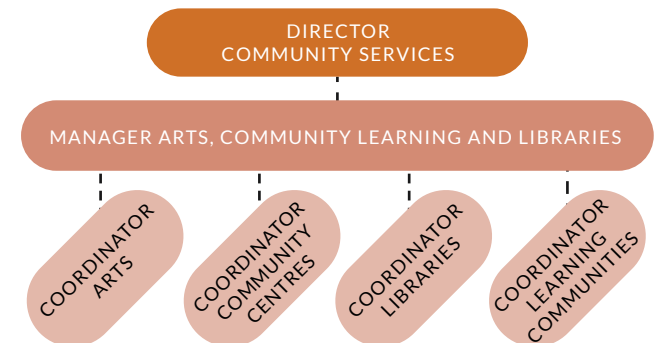 DIRECTOR
COMMUNITY SERVICES
MANAGER ARTS, COMMUNITY LEARNING AND LIBRARIES
COORDINATOR
ARTS
COORDINATOR
COMMUNITY
CENTRES
COORDINATOR
LIBRARIES
COORDINATOR
LEARNING
COMMUNITIES